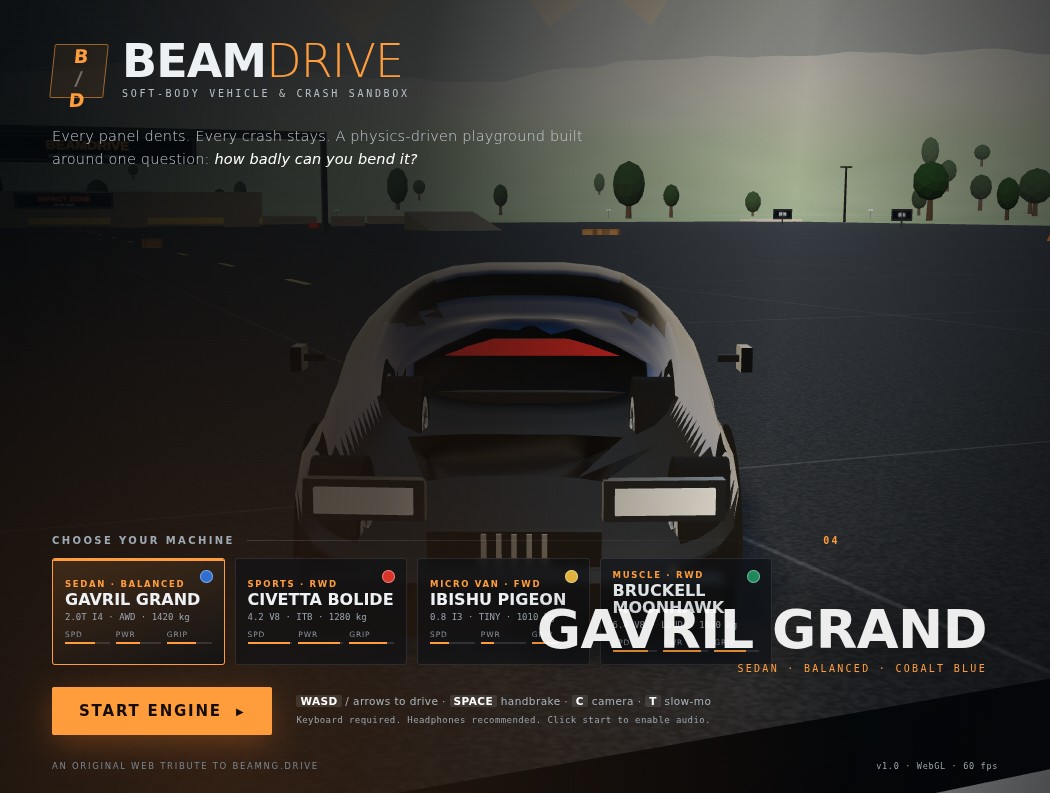 B
/
D
BEAMDRIVE
SOFT-BODY VEHICLE & CRASH SANDBOX
Every panel dents. Every crash stays. A physics-driven playground built
around one question: how badly can you bend it?
BEAMDRIVE
IMPACT ZONE
CHOOSE YOUR MACHINE
04
SEDAN · BALANCED
GAVRIL GRAND
2.0T I4 · AWD · 1420 kg
SPD PWR GRIP
SPORTS · RWD
CIVETTA BOLIDE
4.2 V8 · ITB · 1280 kg
SPD PWR GRIP
MICRO VAN · FWD
IBISHU PIGEON
0.8 I3 · TINY · 1010
SPD PWR
MUSCLE · RWD
BRUCKELL
MOONHAWK
GAVRIL GRAND
SEDAN · BALANCED · COBALT BLUE
START ENGINE ▸
WASD / arrows to drive · SPACE handbrake · C camera · T slow-mo
Keyboard required. Headphones recommended. Click start to enable audio.
AN ORIGINAL WEB TRIBUTE TO BEAMNG.DRIVE
v1.0 · WebGL · 60 fps